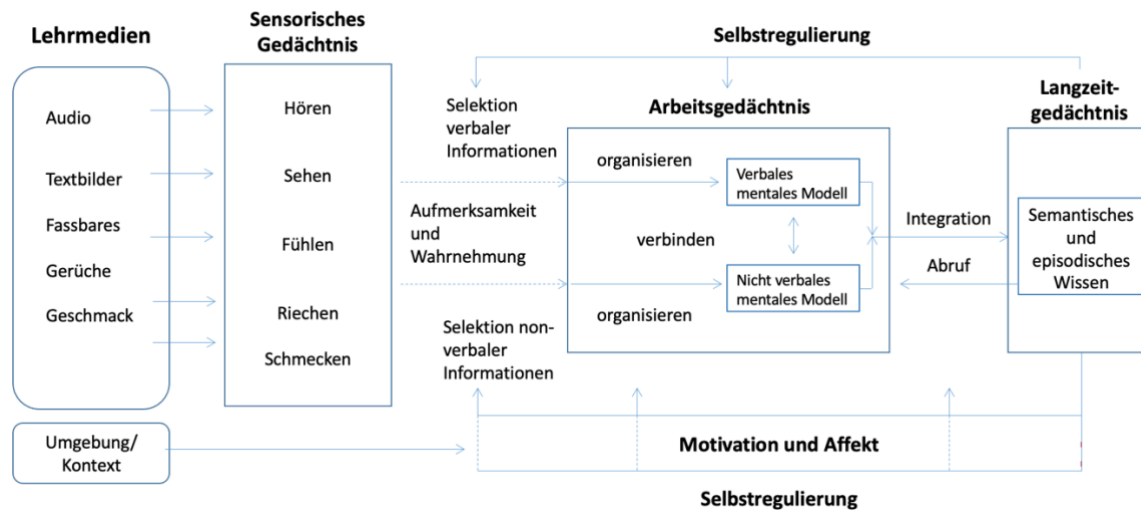 Lehrmedien
Audio
Textbilder
Fassbares
Gerüche
Geschmack
Umgebung/
Kontext
Sensorisches
Gedächtnis
Hören
Sehen
Fühlen
Riechen
Schmecken
Selbstregulierung
Selektion
verbaler
Informationen
Aufmerksamkeit
und
Wahrnehmung
Selektion non-
verbaler
Informationen
Arbeitsgedächtnis
organisieren
Verbales
mentales Modell
verbinden
Nicht verbales
mentales Modell
organisieren
Integration
Abruf
Langzeit-
gedächtnis
Semantisches
und
episodisches
Wissen
Motivation und Affekt
Selbstregulierung